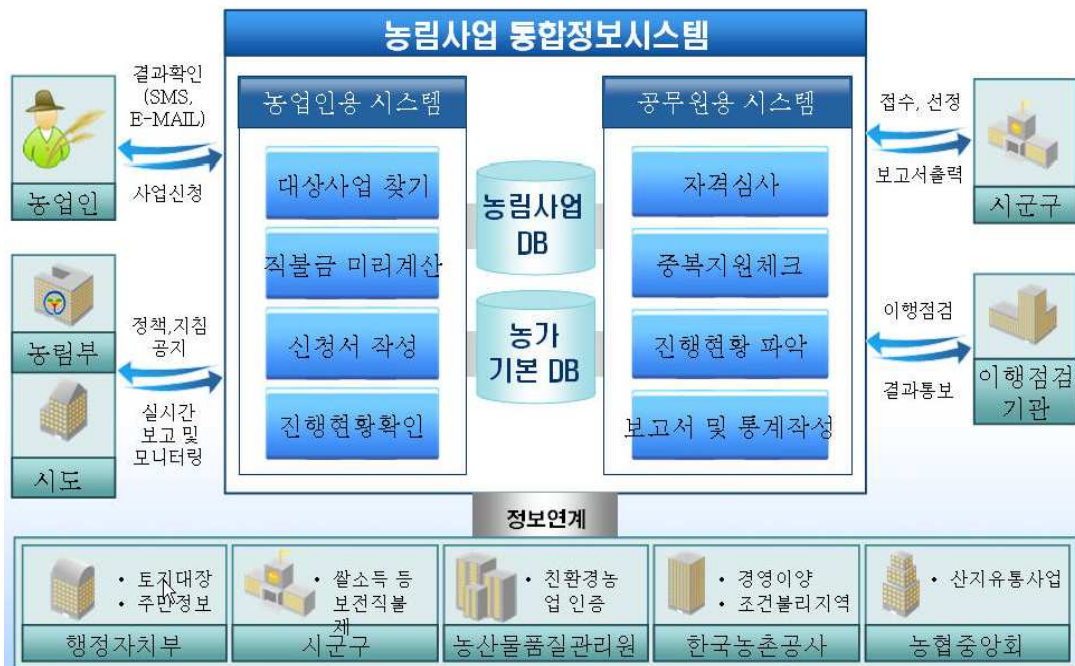 농림사업 통합정보시스템
결과확인
(SMS,
E-MAIL)
사업신청
농업인
농업인용 시스템
대상사업 찾기
직불금 미리계산
신청서 작성
진행현황확인
농림사업
DB
농가
기본 DB
공무원용 시스템
자격심사
중복지원체크
진행현황 파악
보고서 및 통계작성
접수, 선정
보고서출력
시군구
농림부
시도
정책,지침
공지
실시간
보고 및
모니터링
이행점검
결과통보
이행점검
기관
정보연계
• 토지대장
• 주민정보
행정자치부
• 쌀소득 등
보전직불
제
시군구
• 친환경농
업 인증
농산물품질관리원
• 경영이양
• 조건불리지역
한국농촌공사
• 산지유통사업
농협중앙회